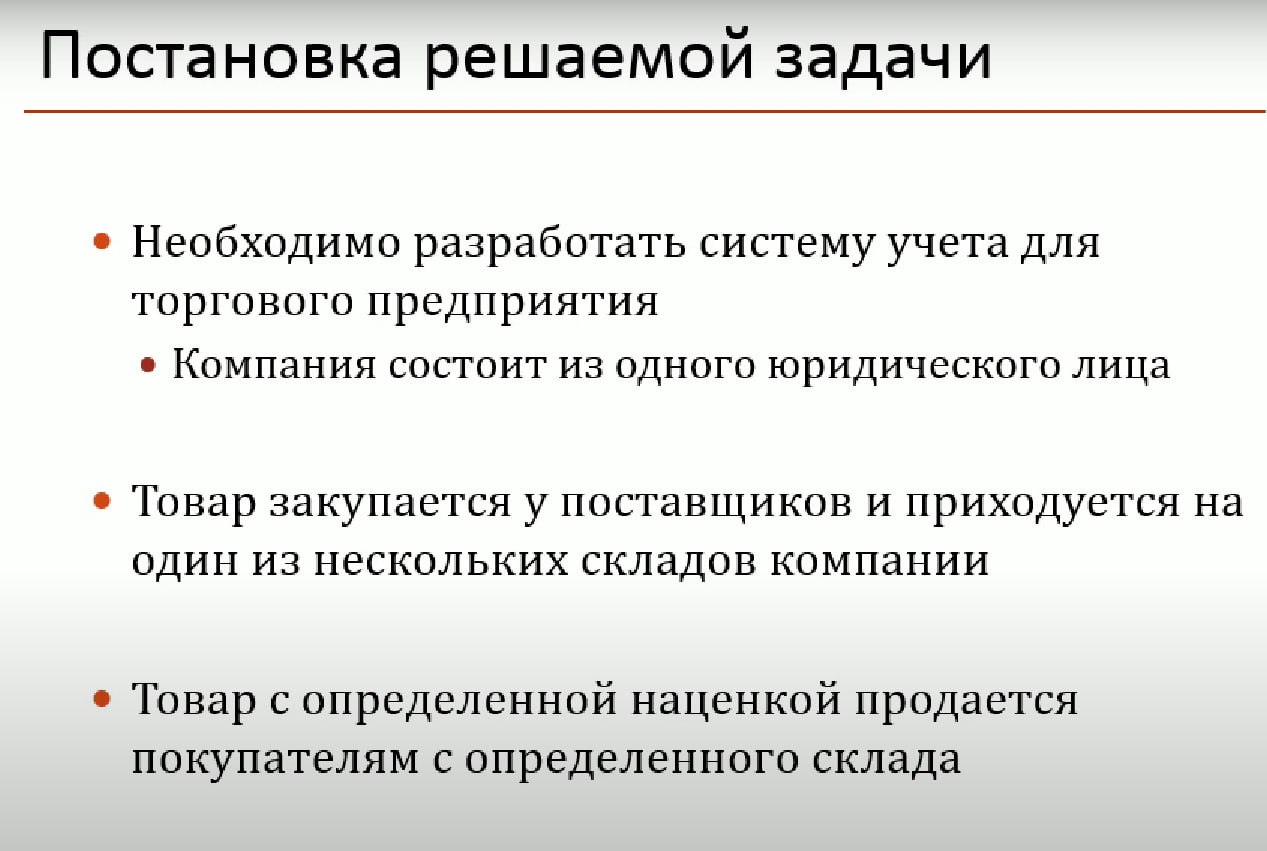 Постановка решаемой задачи
Необходимо разработать систему учета для
торгового предприятия
Компания состоит из одного юридического лица
Товар закупается у поставщиков и приходуется на
один из нескольких складов компании
Товар с определенной наценкой продается
покупателям с определенного склада